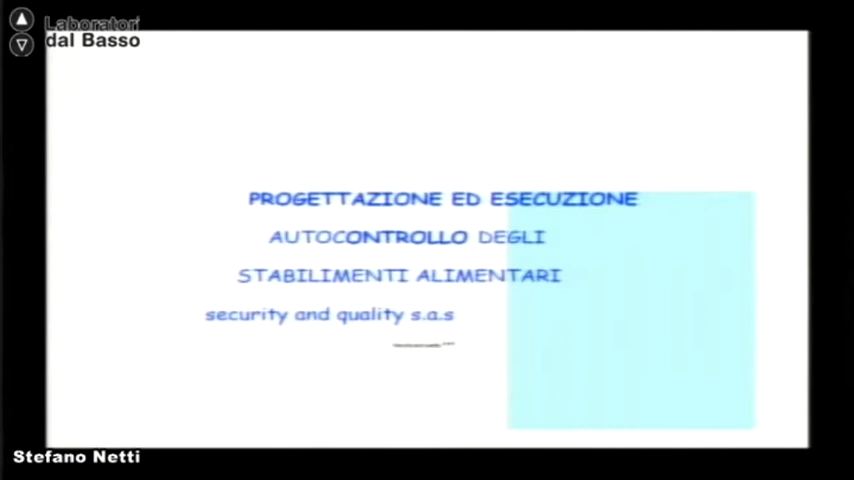 Laboratori
dal Basso
PROGETTAZIONE ED ESECUZIONE
AUTOCONTROLLO DEGLI
STABILIMENTI ALIMENTARI
security and quality s.a.s
Stefano Netti